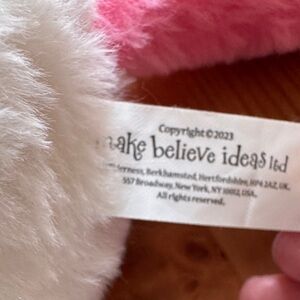 Copyright©2023
make believe ideas ltd
Berkhamsted, Hertfordshire, HP4 2AZ, UK.
557 Broadway, New York, NY 10012, USA.
All rights reserved.